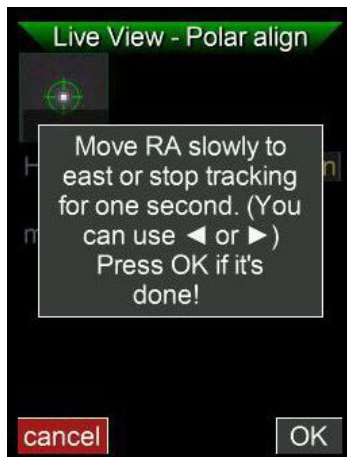 Live View - Polar align
Move RA slowly to
east or stop tracking
for one second. (You
can use ◄ or ►)
Press OK if it's
done!
cancel
OK